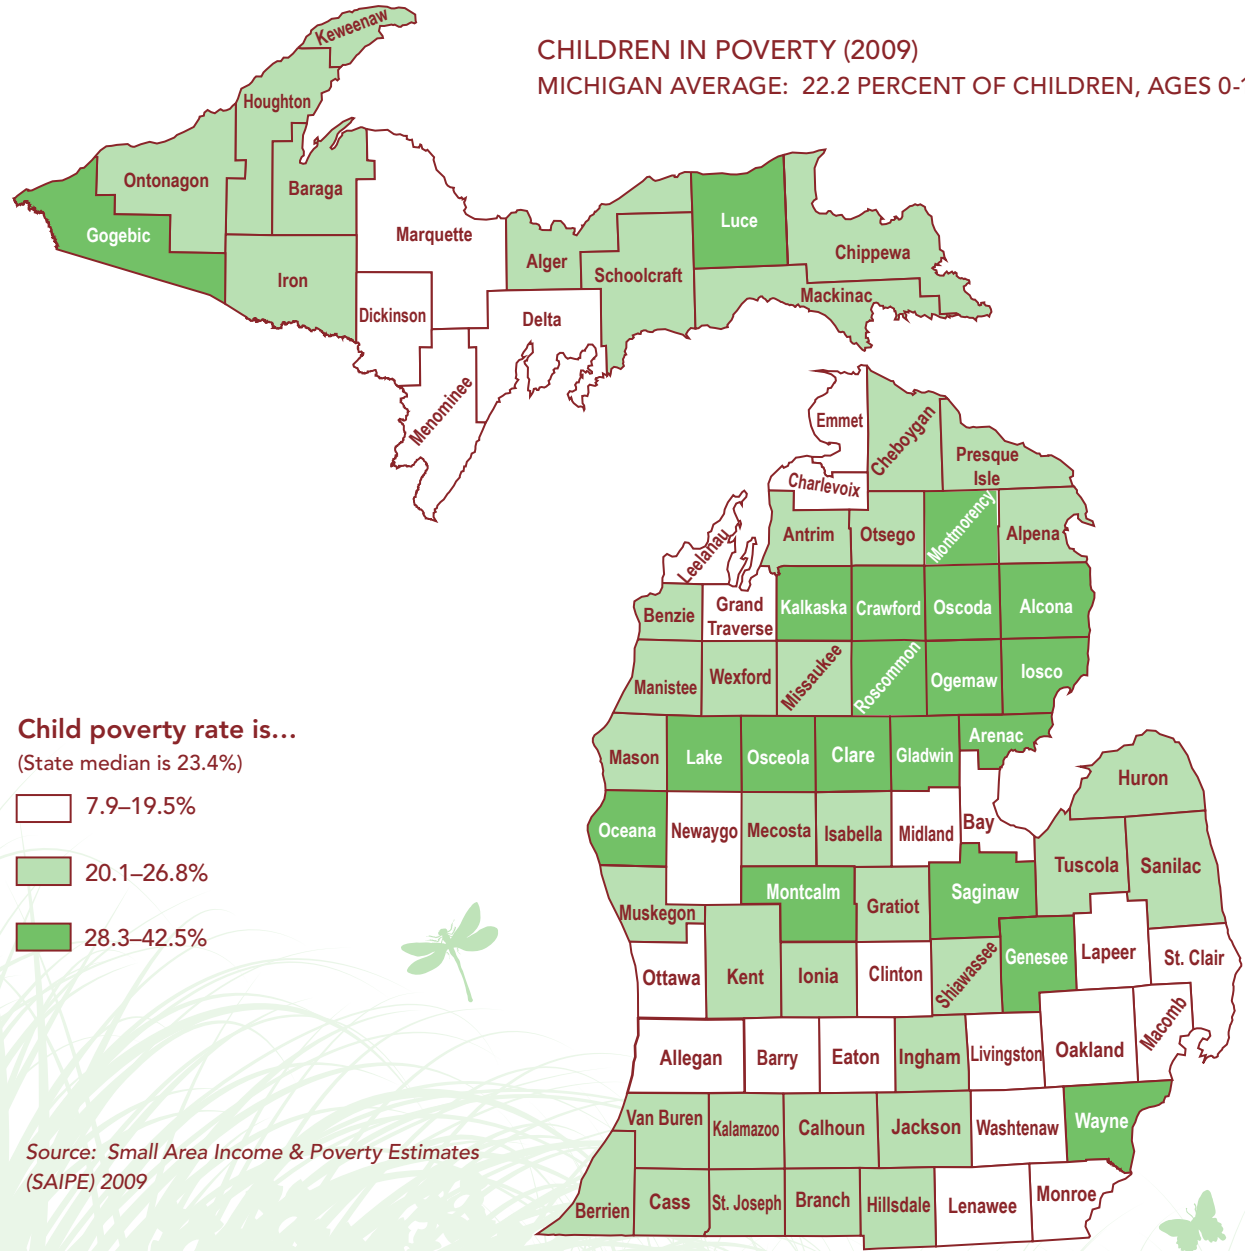 CHILDREN IN POVERTY (2009)
MICHIGAN AVERAGE: 22.2 PERCENT OF CHILDREN, AGES 0-1
Keweenaw
Houghton
Ontonagon
Baraga
Gogebic
Marquette
Luce
Alger
Chippewa
Iron
Schoolcraft
Mackinac
Dickinson
Delta
Menominee
Emmet
Cheboygan
Presque
Isle
Charlevoix
Leelanau
Antrim
Otsego
Montmorency
Alpena
Benzie
Grand
Traverse
Kalkaska
Crawford
Oscoda
Alcona
Manistee
Wexford
Missaukee
Roscommon
Ogemaw
Iosco
Child poverty rate is...
(State median is 23.4%)
7.9–19.5%
20.1–26.8%
28.3–42.5%
Mason
Lake
Osceola
Clare
Gladwin
Arenac
Huron
Oceana
Newaygo
Mecosta
Isabella
Midland
Bay
Tuscola
Sanilac
Muskegon
Montcalm
Gratiot
Saginaw
Ottawa
Kent
Ionia
Clinton
Shiawassee
Genesee
Lapeer
St. Clair
Allegan
Barry
Eaton
Ingham
Livingston
Oakland
Macomb
Van Buren
Kalamazoo
Calhoun
Jackson
Washtenaw
Wayne
Berrien
Cass
St. Joseph
Branch
Hillsdale
Lenawee
Monroe
Source: Small Area Income & Poverty Estimates
(SAIPE) 2009